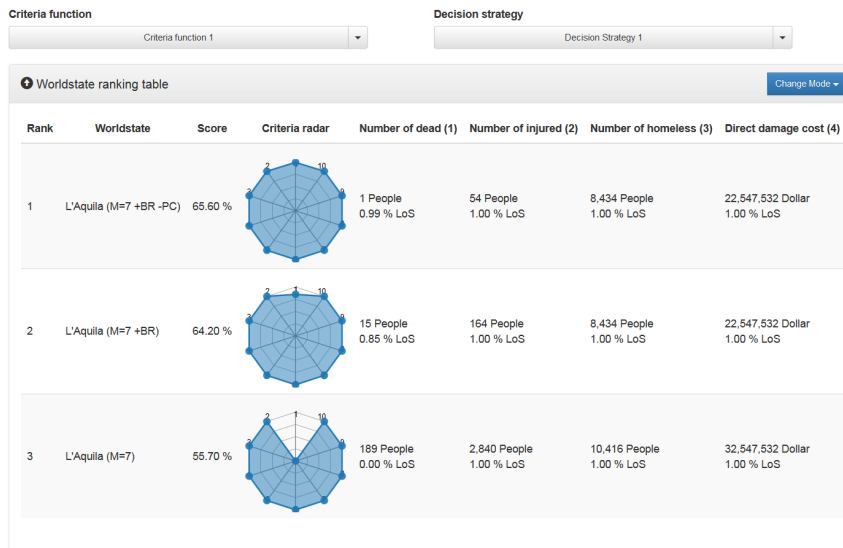 Criteria function
Decision strategy
Criteria function 1
Decision Strategy 1
Worldstate ranking table
Change Mode
Rank Worldstate Score Criteria radar Number of dead (1) Number of injured (2) Number of homeless (3) Direct damage cost (4)
2 1 10
3 9
1 L'Aquila (M=7 +BR -PC) 65.60 % 1 People 54 People 8,434 People 22,547,532 Dollar
0.99 % LoS 1.00 % LoS 1.00 % LoS 1.00 % LoS
2 1 10
3 9
2 L'Aquila (M=7 +BR) 64.20 % 15 People 164 People 8,434 People 22,547,532 Dollar
0.85 % LoS 1.00 % LoS 1.00 % LoS 1.00 % LoS
2 1 10
3 9
3 L'Aquila (M=7) 55.70 % 189 People 2,840 People 10,416 People 32,547,532 Dollar
0.00 % LoS 1.00 % LoS 1.00 % LoS 1.00 % LoS